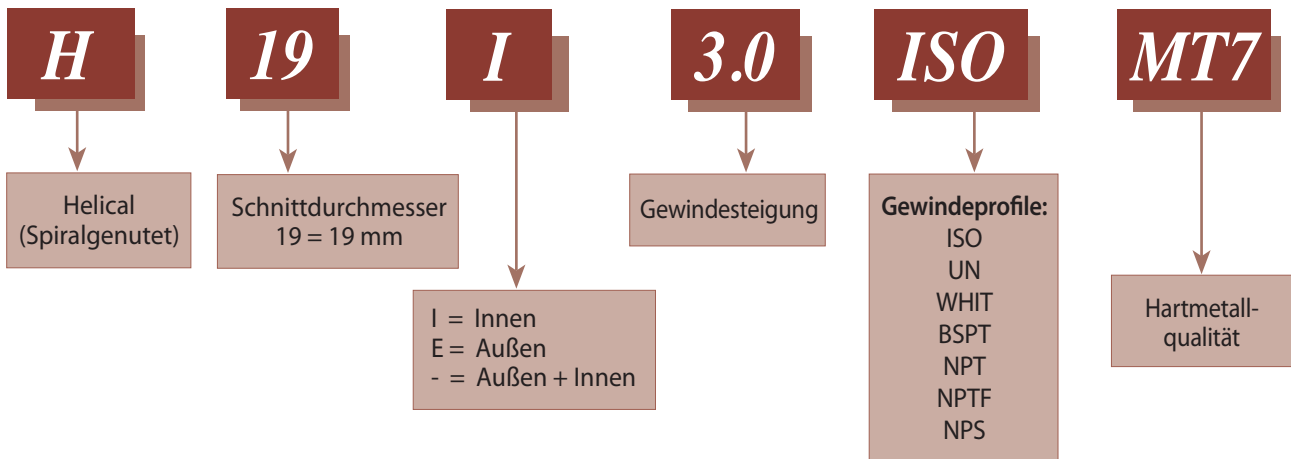 H 19 I 3.0 ISO MT7
Helical
(Spiralgenutet)
Schnittdurchmesser
19 = 19 mm
I = Innen
E = Außen
- = Außen + Innen
Gewindesteigung
Gewindeprofile:
ISO
UN
WHIT
BSPT
NPT
NPTF
NPS
Hartmetall-
qualität